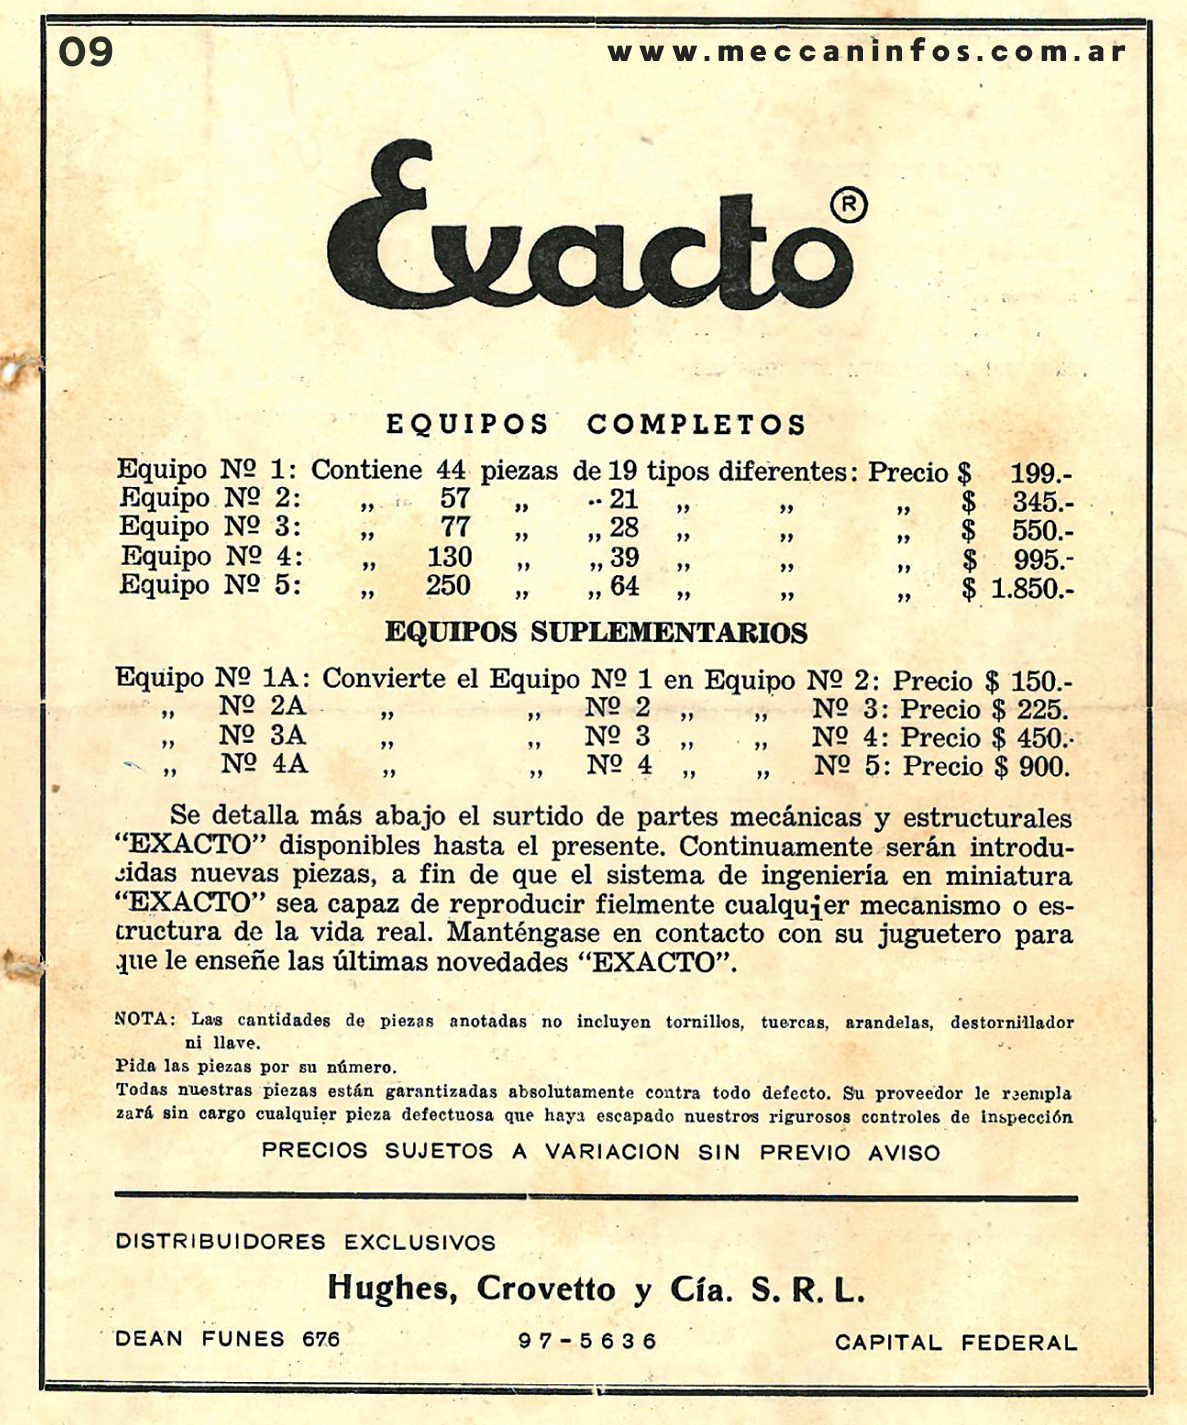 09
www.meccaninfos.com.ar
Exacto ®
EQUIPOS COMPLETOS
Equipo Nº 1: Contiene 44 piezas de 19 tipos diferentes: Precio $ 199.-
Equipo Nº 2: „ 57 „ „ 21 „ „ „ $ 345.-
Equipo Nº 3: „ 77 „ „ 28 „ „ „ $ 550.-
Equipo Nº 4: „ 130 „ „ 39 „ „ „ $ 995.-
Equipo Nº 5: „ 250 „ „ 64 „ „ „ $ 1.850.-
EQUIPOS SUPLEMENTARIOS
Equipo Nº 1A: Convierte el Equipo Nº 1 en Equipo Nº 2: Precio $ 150.-
„ Nº 2A „ „ Nº 2 „ „ Nº 3: Precio $ 225.
„ Nº 3A „ „ Nº 3 „ „ Nº 4: Precio $ 450.-
„ Nº 4A „ „ Nº 4 „ „ Nº 5: Precio $ 900.
Se detalla más abajo el surtido de partes mecánicas y estructurales
“EXACTO” disponibles hasta el presente. Continuamente serán introdu-
cidas nuevas piezas, a fin de que el sistema de ingeniería en miniatura
“EXACTO” sea capaz de reproducir fielmente cualquier mecanismo o es-
tructura de la vida real. Manténgase en contacto con su juguetero para
que le enseñe las últimas novedades “EXACTO”.
NOTA: Las cantidades de piezas anotadas no incluyen tornillos, tuercas, arandelas, destornillador
ni llave.
Pida las piezas por su número.
Todas nuestras piezas están garantizadas absolutamente contra todo defecto. Su proveedor le reempla
zará sin cargo cualquier pieza defectuosa que haya escapado nuestros rigurosos controles de inspección
PRECIOS SUJETOS A VARIACION SIN PREVIO AVISO
DISTRIBUIDORES EXCLUSIVOS
Hughes, Crovetto y Cía. S. R. L.
DEAN FUNES 676 97-5636 CAPITAL FEDERAL